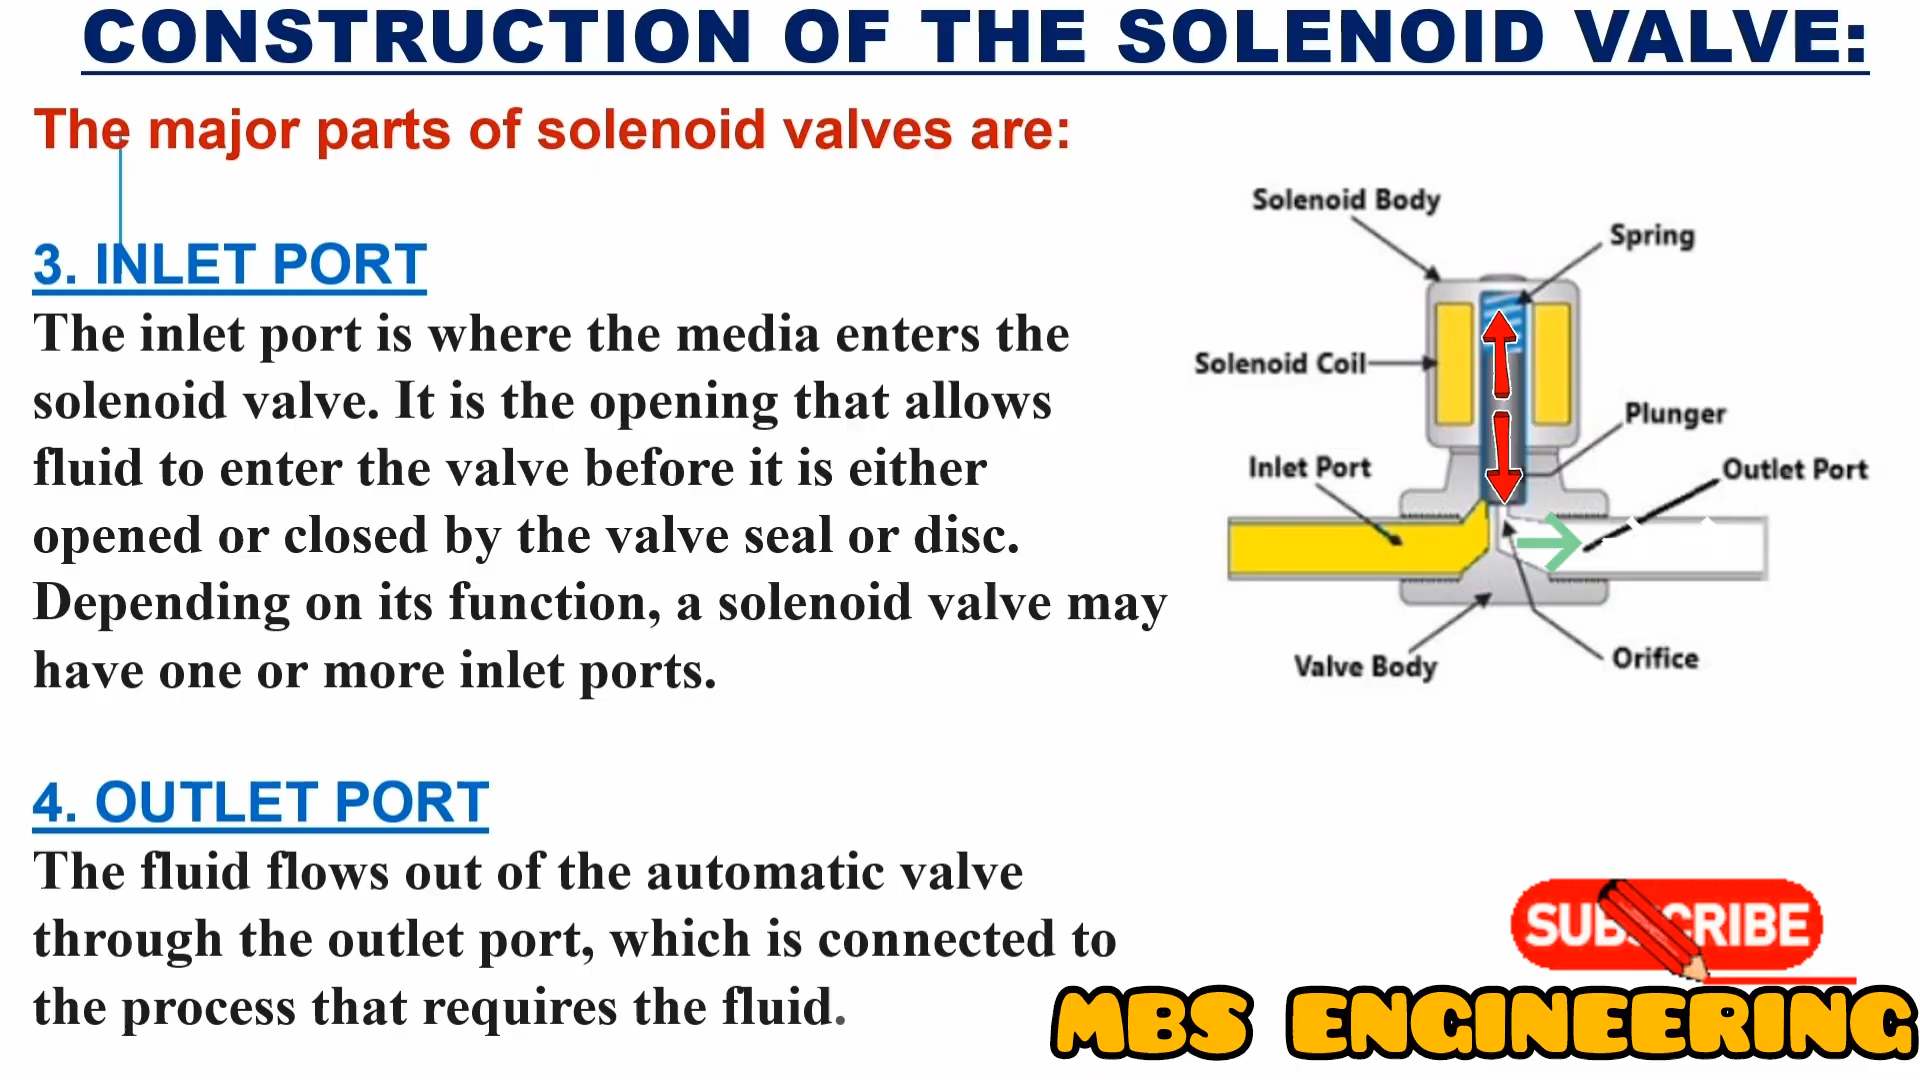 CONSTRUCTION OF THE SOLENOID VALVE:
The major parts of solenoid valves are:
3. INLET PORT
The inlet port is where the media enters the
solenoid valve. It is the opening that allows
fluid to enter the valve before it is either
opened or closed by the valve seal or disc.
Depending on its function, a solenoid valve may
have one or more inlet ports.
4. OUTLET PORT
The fluid flows out of the automatic valve
through the outlet port, which is connected to
the process that requires the fluid.
Solenoid Body
Spring
Solenoid Coil
Plunger
Inlet Port
Outlet Port
Valve Body
Orifice
SUBSCRIBE
MBS ENGINEERING